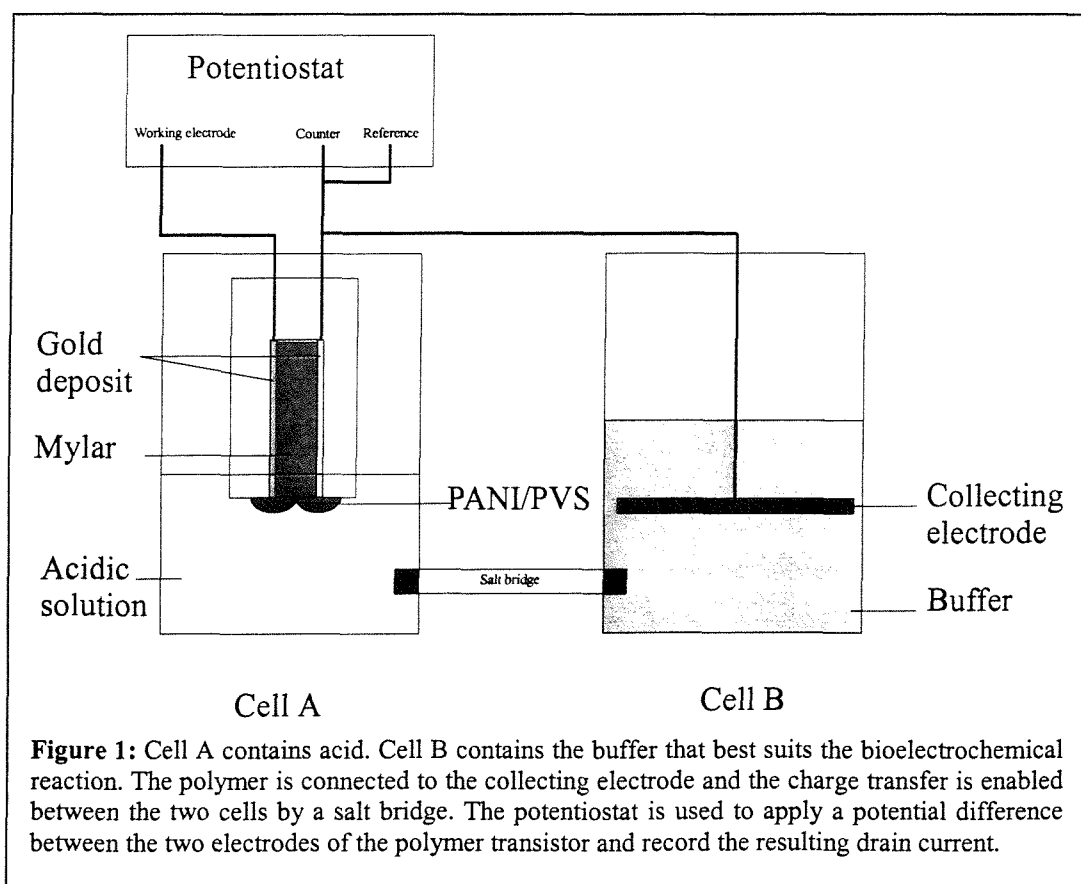 Potentiostat
Working electrode
Counter
Reference
Gold
deposit
Mylar
PANI/PVS
Acidic
solution
Salt bridge
Collecting
electrode
Buffer
Cell A
Cell B
Figure 1: Cell A contains acid. Cell B contains the buffer that best suits the bioelectrochemical
reaction. The polymer is connected to the collecting electrode and the charge transfer is enabled
between the two cells by a salt bridge. The potentiostat is used to apply a potential difference
between the two electrodes of the polymer transistor and record the resulting drain current.